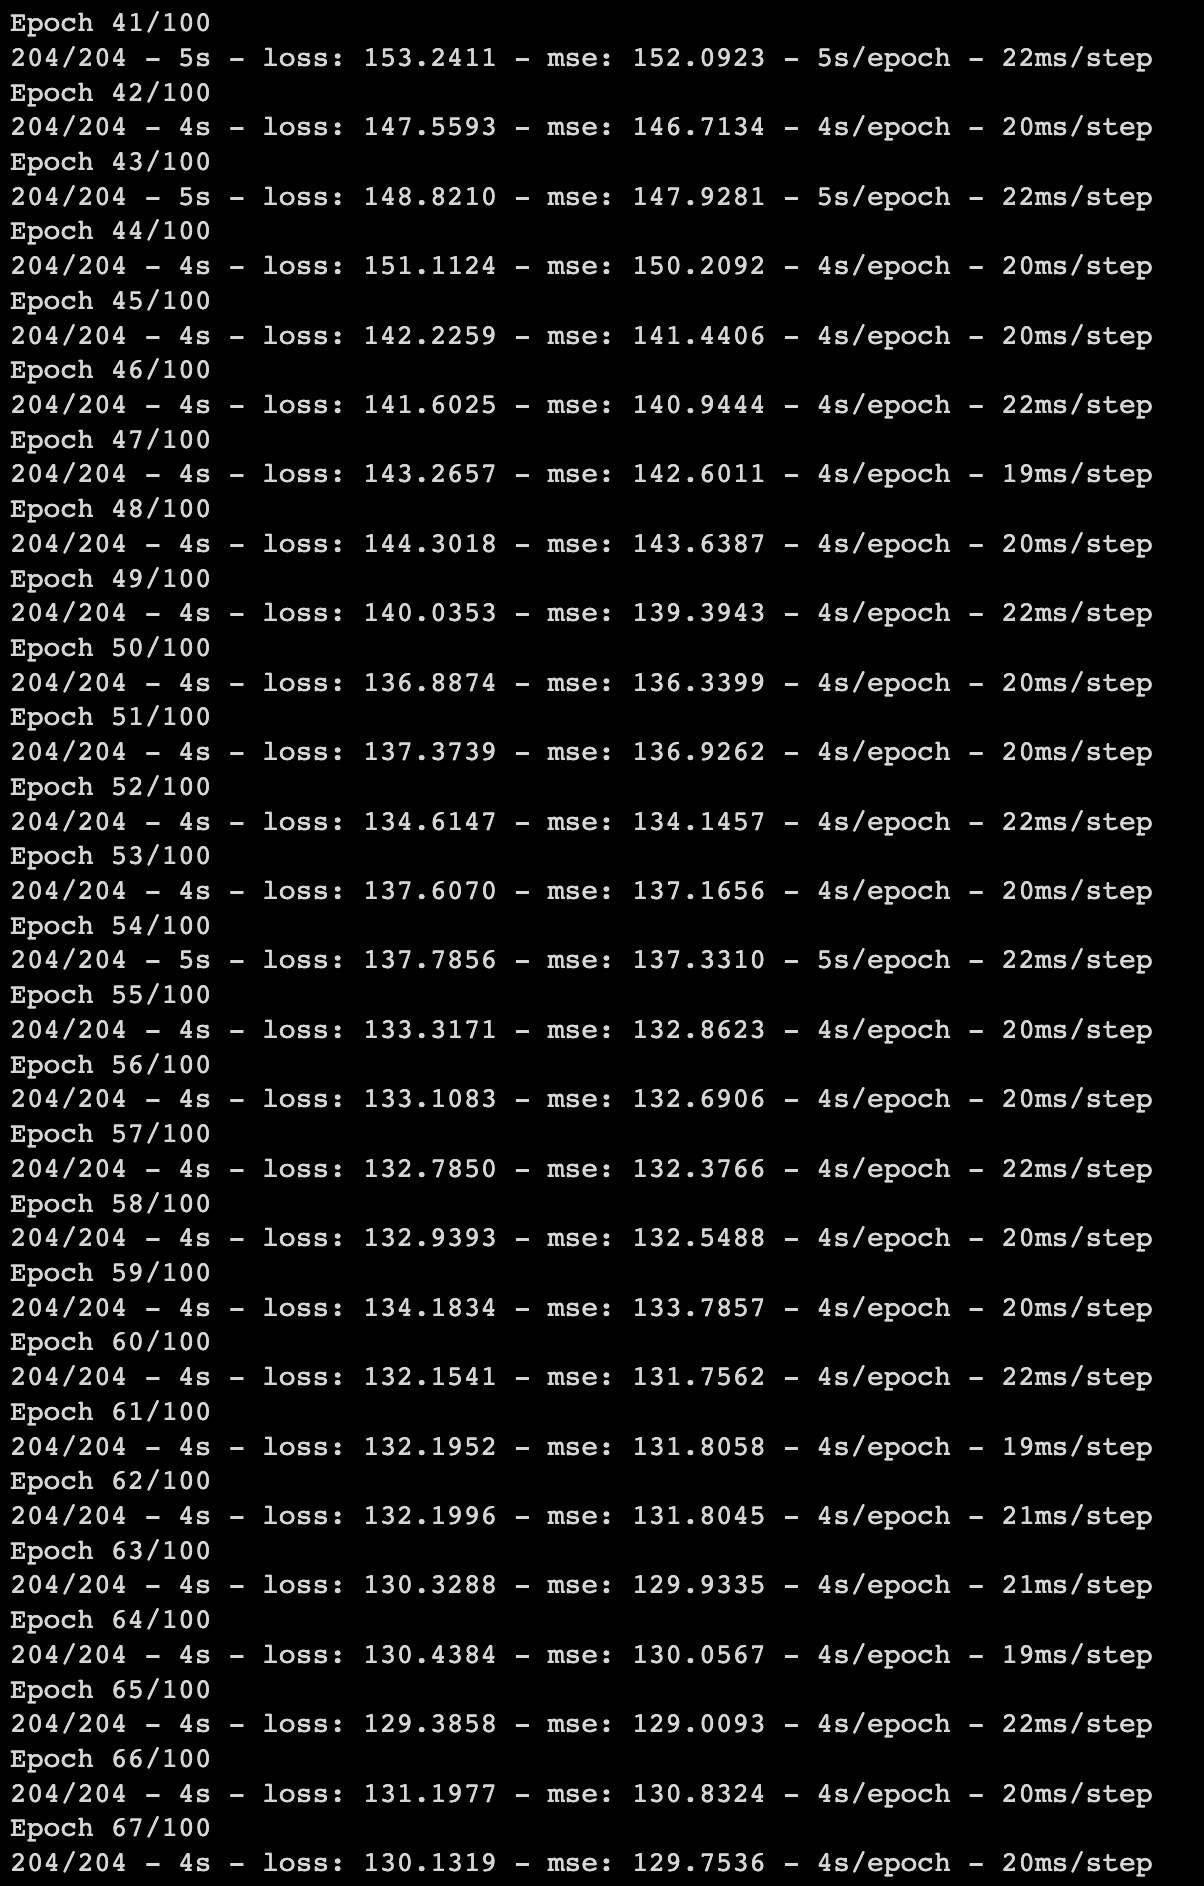 Epoch 41/100
204/204 - 5s - loss: 153.2411 - mse: 152.0923 - 5s/epoch - 22ms/step
Epoch 42/100
204/204 - 4s - loss: 147.5593 - mse: 146.7134 - 4s/epoch - 20ms/step
Epoch 43/100
204/204 - 5s - loss: 148.8210 - mse: 147.9281 - 5s/epoch - 22ms/step
Epoch 44/100
204/204 - 4s - loss: 151.1124 - mse: 150.2092 - 4s/epoch - 20ms/step
Epoch 45/100
204/204 - 4s - loss: 142.2259 - mse: 141.4406 - 4s/epoch - 20ms/step
Epoch 46/100
204/204 - 4s - loss: 141.6025 - mse: 140.9444 - 4s/epoch - 22ms/step
Epoch 47/100
204/204 - 4s - loss: 143.2657 - mse: 142.6011 - 4s/epoch - 19ms/step
Epoch 48/100
204/204 - 4s - loss: 144.3018 - mse: 143.6387 - 4s/epoch - 20ms/step
Epoch 49/100
204/204 - 4s - loss: 140.0353 - mse: 139.3943 - 4s/epoch - 22ms/step
Epoch 50/100
204/204 - 4s - loss: 136.8874 - mse: 136.3399 - 4s/epoch - 20ms/step
Epoch 51/100
204/204 - 4s - loss: 137.3739 - mse: 136.9262 - 4s/epoch - 20ms/step
Epoch 52/100
204/204 - 4s - loss: 134.6147 - mse: 134.1457 - 4s/epoch - 22ms/step
Epoch 53/100
204/204 - 4s - loss: 137.6070 - mse: 137.1656 - 4s/epoch - 20ms/step
Epoch 54/100
204/204 - 5s - loss: 137.7856 - mse: 137.3310 - 5s/epoch - 22ms/step
Epoch 55/100
204/204 - 4s - loss: 133.3171 - mse: 132.8623 - 4s/epoch - 20ms/step
Epoch 56/100
204/204 - 4s - loss: 133.1083 - mse: 132.6906 - 4s/epoch - 20ms/step
Epoch 57/100
204/204 - 4s - loss: 132.7850 - mse: 132.3766 - 4s/epoch - 22ms/step
Epoch 58/100
204/204 - 4s - loss: 132.9393 - mse: 132.5488 - 4s/epoch - 20ms/step
Epoch 59/100
204/204 - 4s - loss: 134.1834 - mse: 133.7857 - 4s/epoch - 20ms/step
Epoch 60/100
204/204 - 4s - loss: 132.1541 - mse: 131.7562 - 4s/epoch - 22ms/step
Epoch 61/100
204/204 - 4s - loss: 132.1952 - mse: 131.8058 - 4s/epoch - 19ms/step
Epoch 62/100
204/204 - 4s - loss: 132.1996 - mse: 131.8045 - 4s/epoch - 21ms/step
Epoch 63/100
204/204 - 4s - loss: 130.3288 - mse: 129.9335 - 4s/epoch - 21ms/step
Epoch 64/100
204/204 - 4s - loss: 130.4384 - mse: 130.0567 - 4s/epoch - 19ms/step
Epoch 65/100
204/204 - 4s - loss: 129.3858 - mse: 129.0093 - 4s/epoch - 22ms/step
Epoch 66/100
204/204 - 4s - loss: 131.1977 - mse: 130.8324 - 4s/epoch - 20ms/step
Epoch 67/100
204/204 - 4s - loss: 130.1319 - mse: 129.7536 - 4s/epoch - 20ms/step